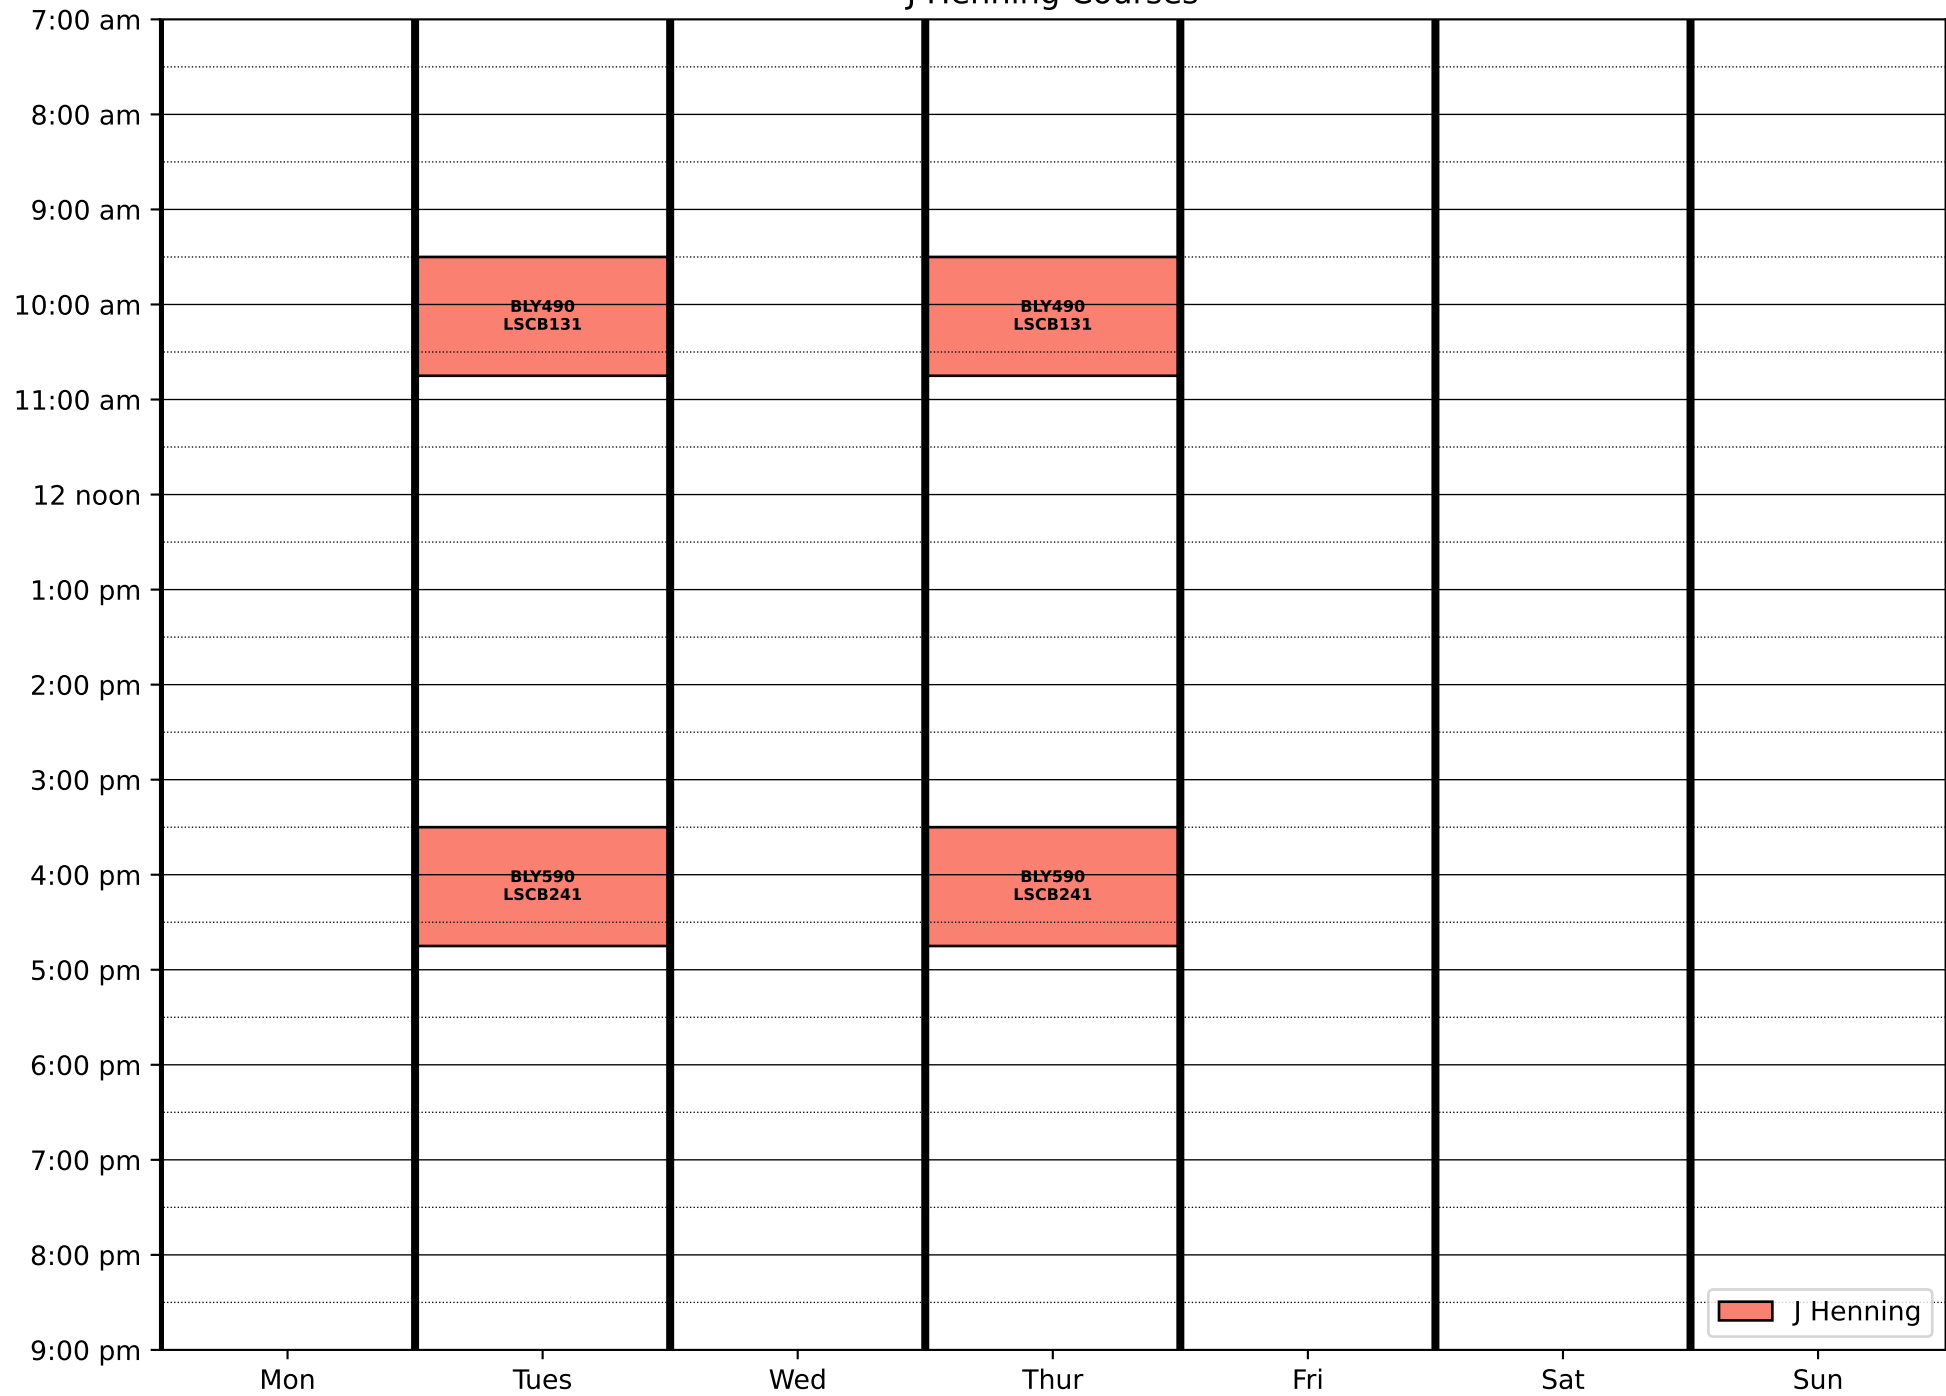 J Henning Courses
7:00 am
8:00 am
9:00 am
10:00 am
11:00 am
12 noon
1:00 pm
2:00 pm
3:00 pm
4:00 pm
5:00 pm
6:00 pm
7:00 pm
8:00 pm
9:00 pm
BLY490
LSCB131
BLY490
LSCB131
BLY590
LSCB241
BLY590
LSCB241
J Henning
Mon Tues Wed Thur Fri Sat Sun